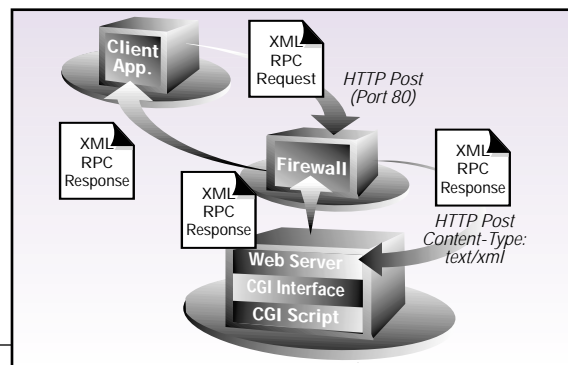 Client
App.
XML
RPC
Request
HTTP Post
(Port 80)
XML
RPC
Response
Firewall
XML
RPC
Response
XML
RPC
Response
HTTP Post
Content-Type:
text/xml
Web Server
CGI Interface
CGI Script